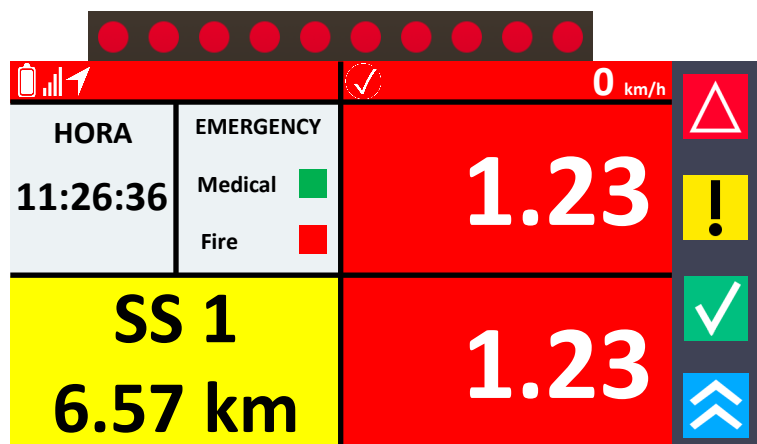 0 km/h
HORA
11:26:36
EMERGENCY
Medical
Fire
1.23
SS 1
6.57 km
1.23